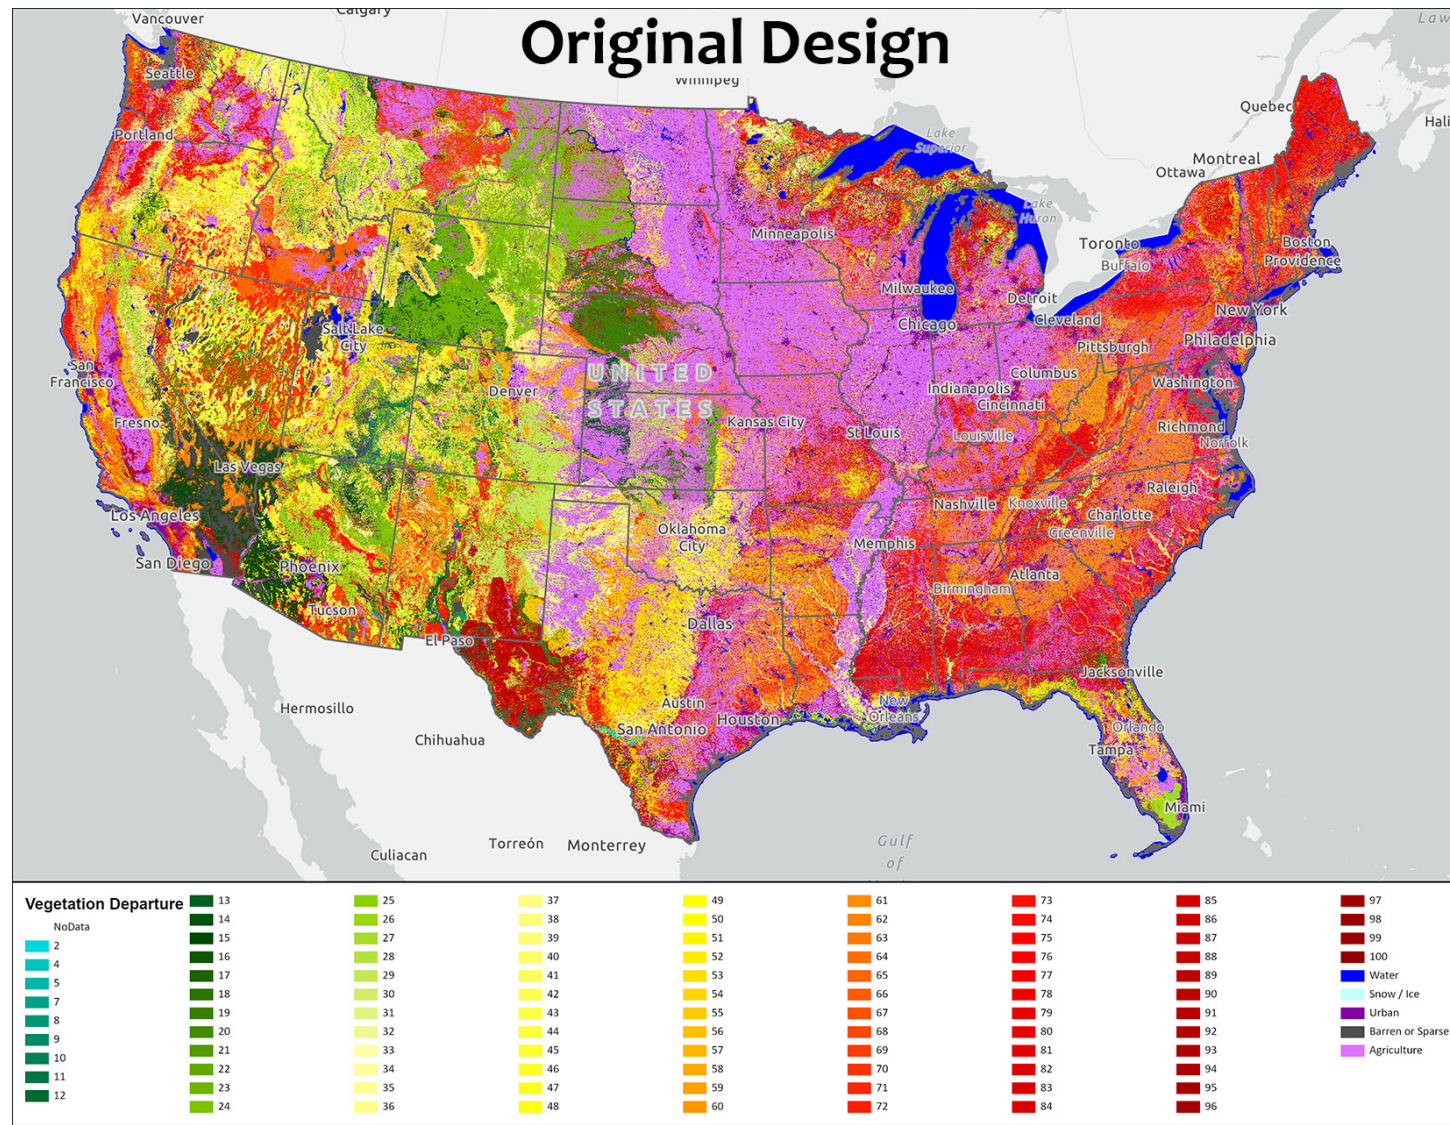 Original Design
Vancouver
Calgary
Winnipeg
Seattle
Portland
Quebec
Hali
Law
Montreal
Ottawa
Lake
Superior
Lake
Huron
Minneapolis
Toronto
Buffalo
Boston
Providence
Milwaukee
Detroit
Chicago
Cleveland
New York
Salt Lake
City
San
Francisco
Pittsburgh
Philadelphia
UNITED
STATES
Denver
Columbus
Indianapolis
Cincinnati
Washington
Fresno
Kansas City
St Louis
Louisville
Richmond
Norfolk
Las Vegas
Los Angeles
Nashville
Knoxville
Raleigh
Charlotte
Greenville
Oklahoma
City
Memphis
San Diego
Phoenix
Atlanta
Birmingham
Tucson
Dallas
El Paso
Jacksonville
Hermosillo
Austin
Houston
San Antonio
New
Orleans
Orlando
Tampa
Chihuahua
Miami
Torreón
Monterrey
Culiacan
Gulf
of
Vegetation Departure
NoData
2
4
5
7
8
9
10
11
12
13
14
15
16
17
18
19
20
21
22
23
24
25
26
27
28
29
30
31
32
33
34
35
36
37
38
39
40
41
42
43
44
45
46
47
48
49
50
51
52
53
54
55
56
57
58
59
60
61
62
63
64
65
66
67
68
69
70
71
72
73
74
75
76
77
78
79
80
81
82
83
84
85
86
87
88
89
90
91
92
93
94
95
96
97
98
99
100
Water
Snow / Ice
Urban
Barren or Sparse
Agriculture